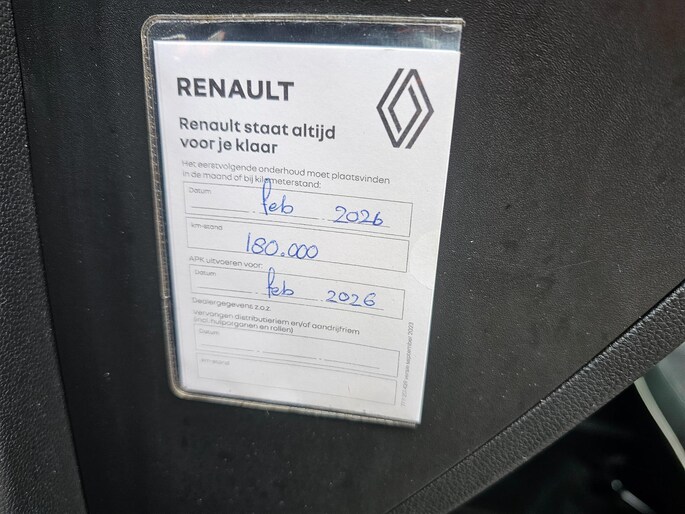 RENAULT
Renault staat altijd
voor je klaar
Het eerstvolgende onderhoud moet plaatsvinden
in de maand of bij kilometerstand:
Datum
feb 2026
km-stand
180.000
APK uitvoeren voor:
Datum
feb 2026
Dealergegevens z.o.z.
Vervangen distributieriem en/of aandrijfriem
(incl. hulporganen en rollen)
Datum
km-stand